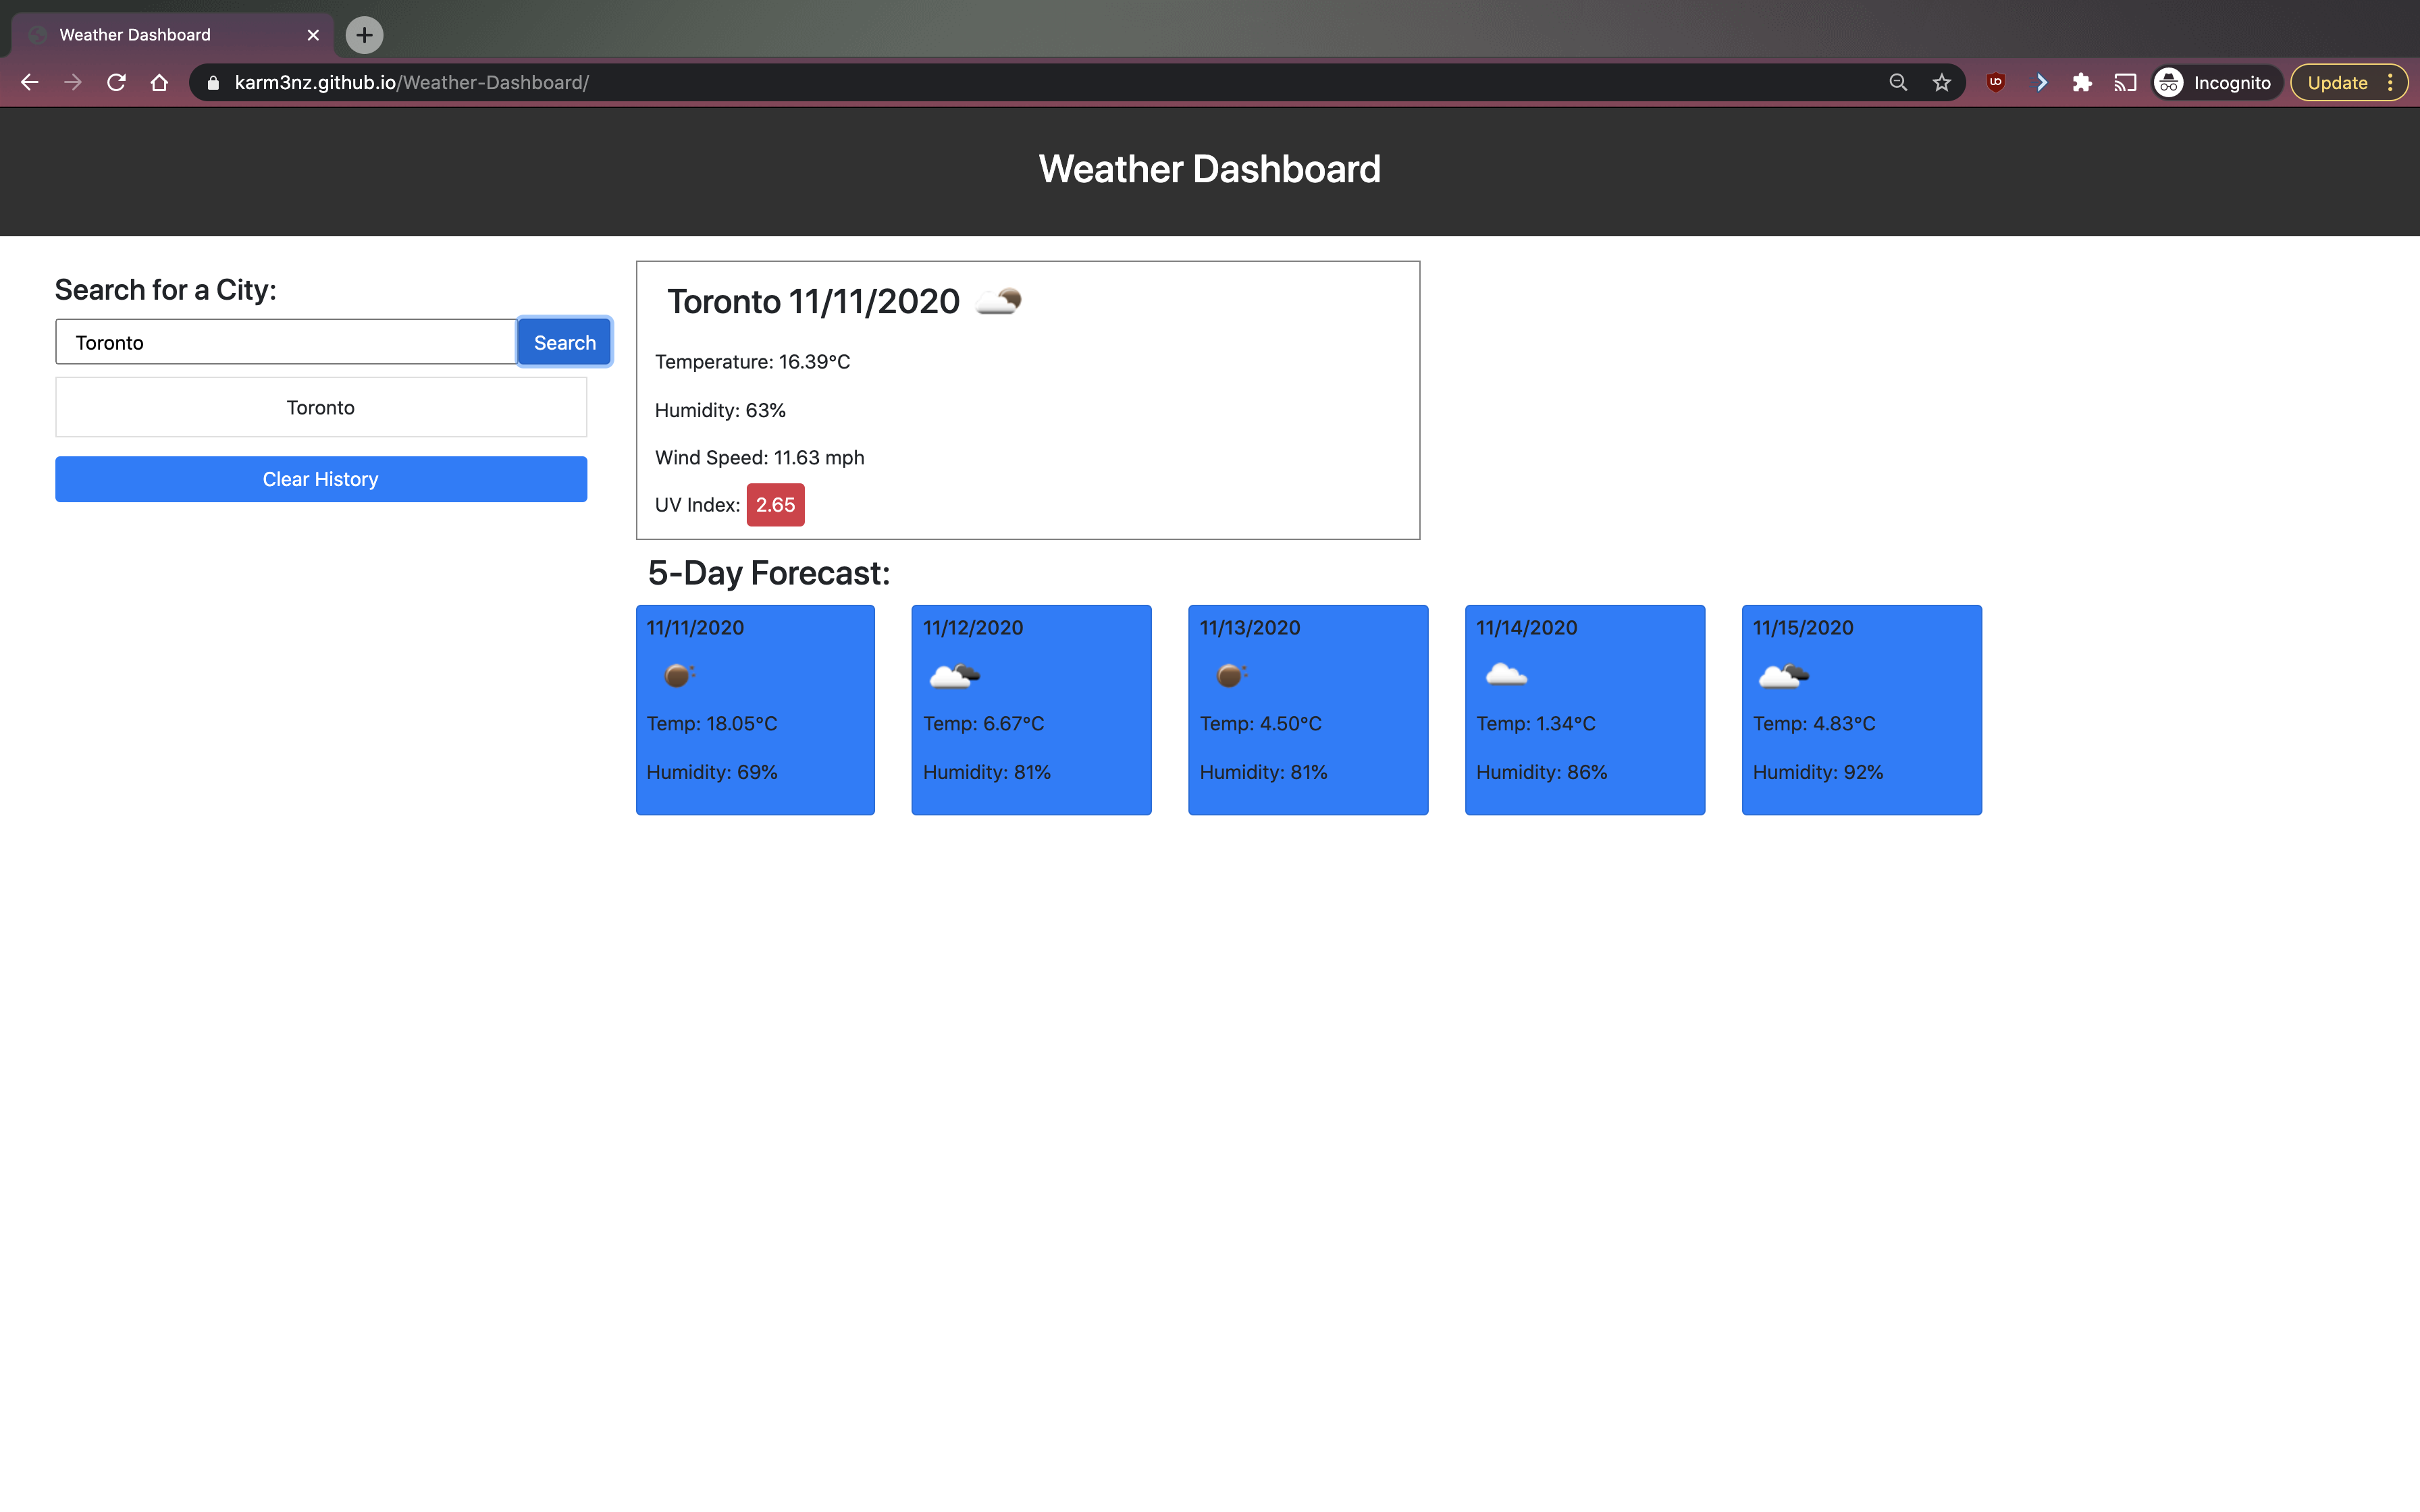 Weather Dashboard
karm3nz.github.io/Weather-Dashboard/
Incognito
Update
Weather Dashboard
Search for a City:
Toronto
Search
Toronto
Clear History
Toronto 11/11/2020
Temperature: 16.39°C
Humidity: 63%
Wind Speed: 11.63 mph
UV Index: 2.65
5-Day Forecast:
11/11/2020
Temp: 18.05°C
Humidity: 69%
11/12/2020
Temp: 6.67°C
Humidity: 81%
11/13/2020
Temp: 4.50°C
Humidity: 81%
11/14/2020
Temp: 1.34°C
Humidity: 86%
11/15/2020
Temp: 4.83°C
Humidity: 92%